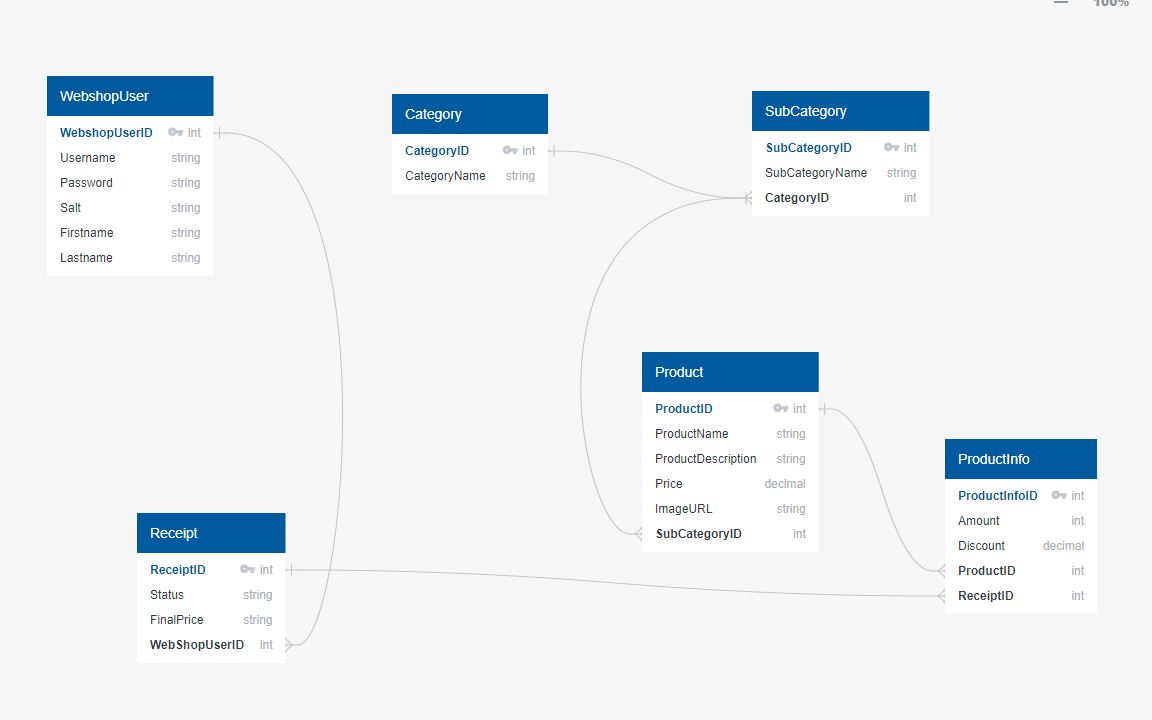 100%
WebshopUser
WebshopUserID int
Username string
Password string
Salt string
Firstname string
Lastname string
Category
CategoryID int
CategoryName string
SubCategory
SubCategoryID int
SubCategoryName string
CategoryID int
Product
ProductID int
ProductName string
ProductDescription string
Price decimal
ImageURL string
SubCategoryID int
ProductInfo
ProductInfoID int
Amount int
Discount decimal
ProductID int
ReceiptID int
Receipt
ReceiptID int
Status string
FinalPrice string
WebShopUserID int